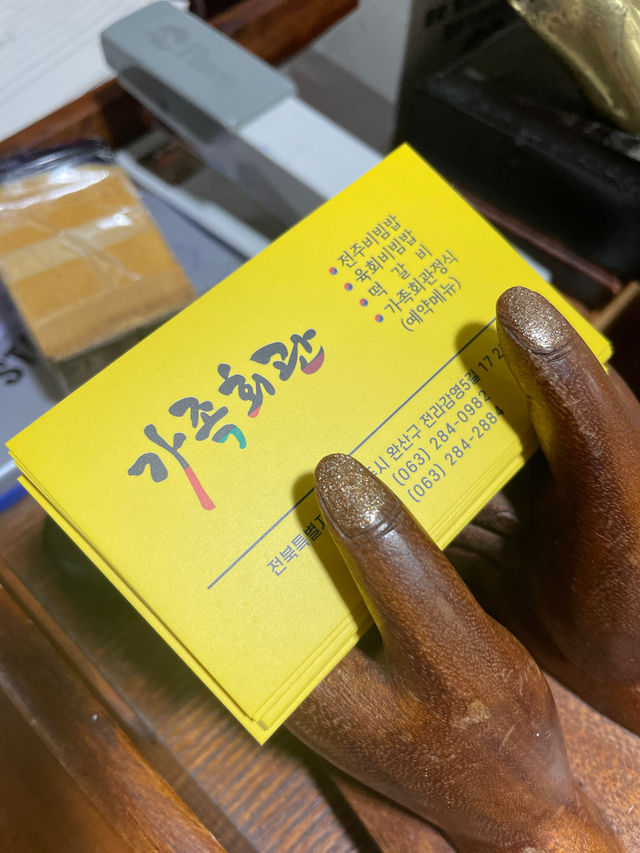 전주비빔밥
육회비빔밥
떡 갈 비
가족회관정식
(예약메뉴)
가족회관
전북특별 시 완산구 전라감영5길 17
(063) 284-0982
(063) 284-2884